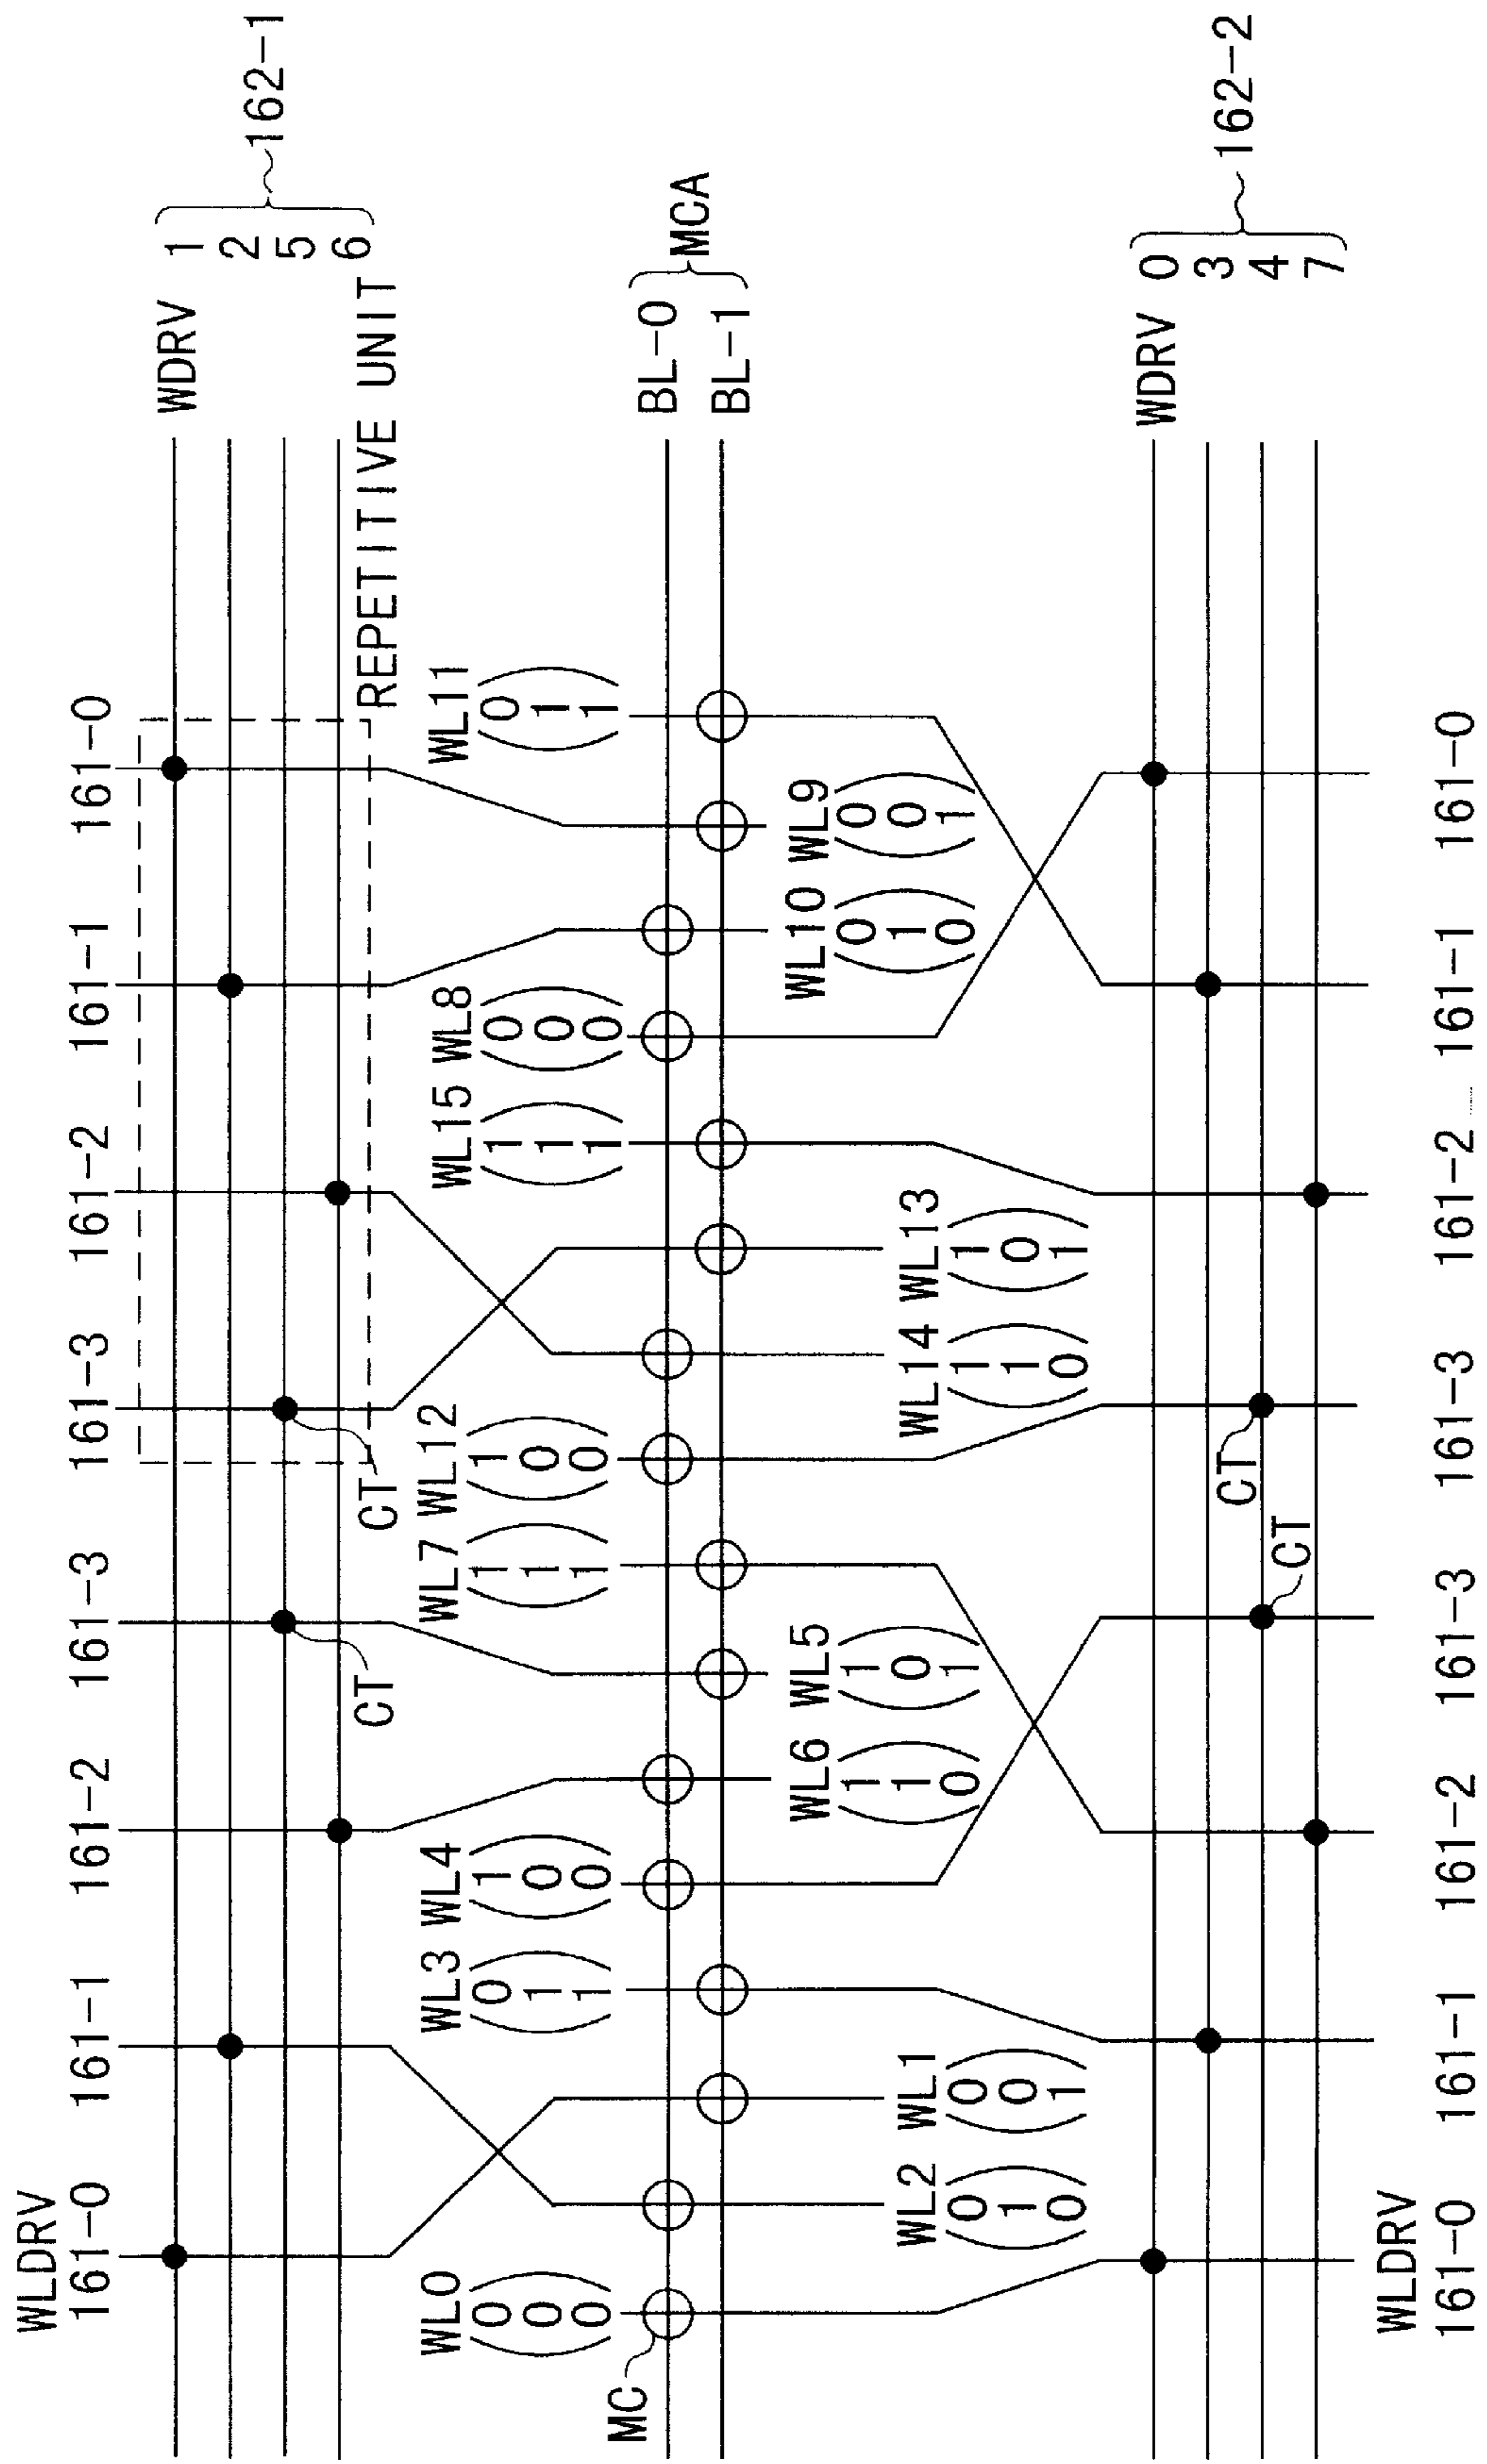 WLDRV
161-0 161-1 161-2 161-3 161-3 161-2 161-1 161-0
WDRV 1
2
162-1
5
6
REPETITIVE UNIT
CT CT
WL0 WL3 WL4 WL7 WL12 WL15 WL8 WL11
(0) (0) (1) (1) (1) (1) (0) (0)
(0) (1) (0) (1) (0) (1) (0) (1)
(0) (1) (0) (1) (0) (1) (0) (1)
MC
BL-0
MCA
BL-1
WL6 WL5 WL10 WL9
(1) (1) (0) (0)
(1) (0) (1) (0)
(0) (1) (0) (1)
WL2 WL1 WL14 WL13
(0) (0) (1) (1)
(1) (0) (1) (0)
(0) (1) (0) (1)
WDRV 0
3
162-2
4
7
CT CT
WLDRV
161-0 161-1 161-2 161-3 161-3 161-2 161-1 161-0